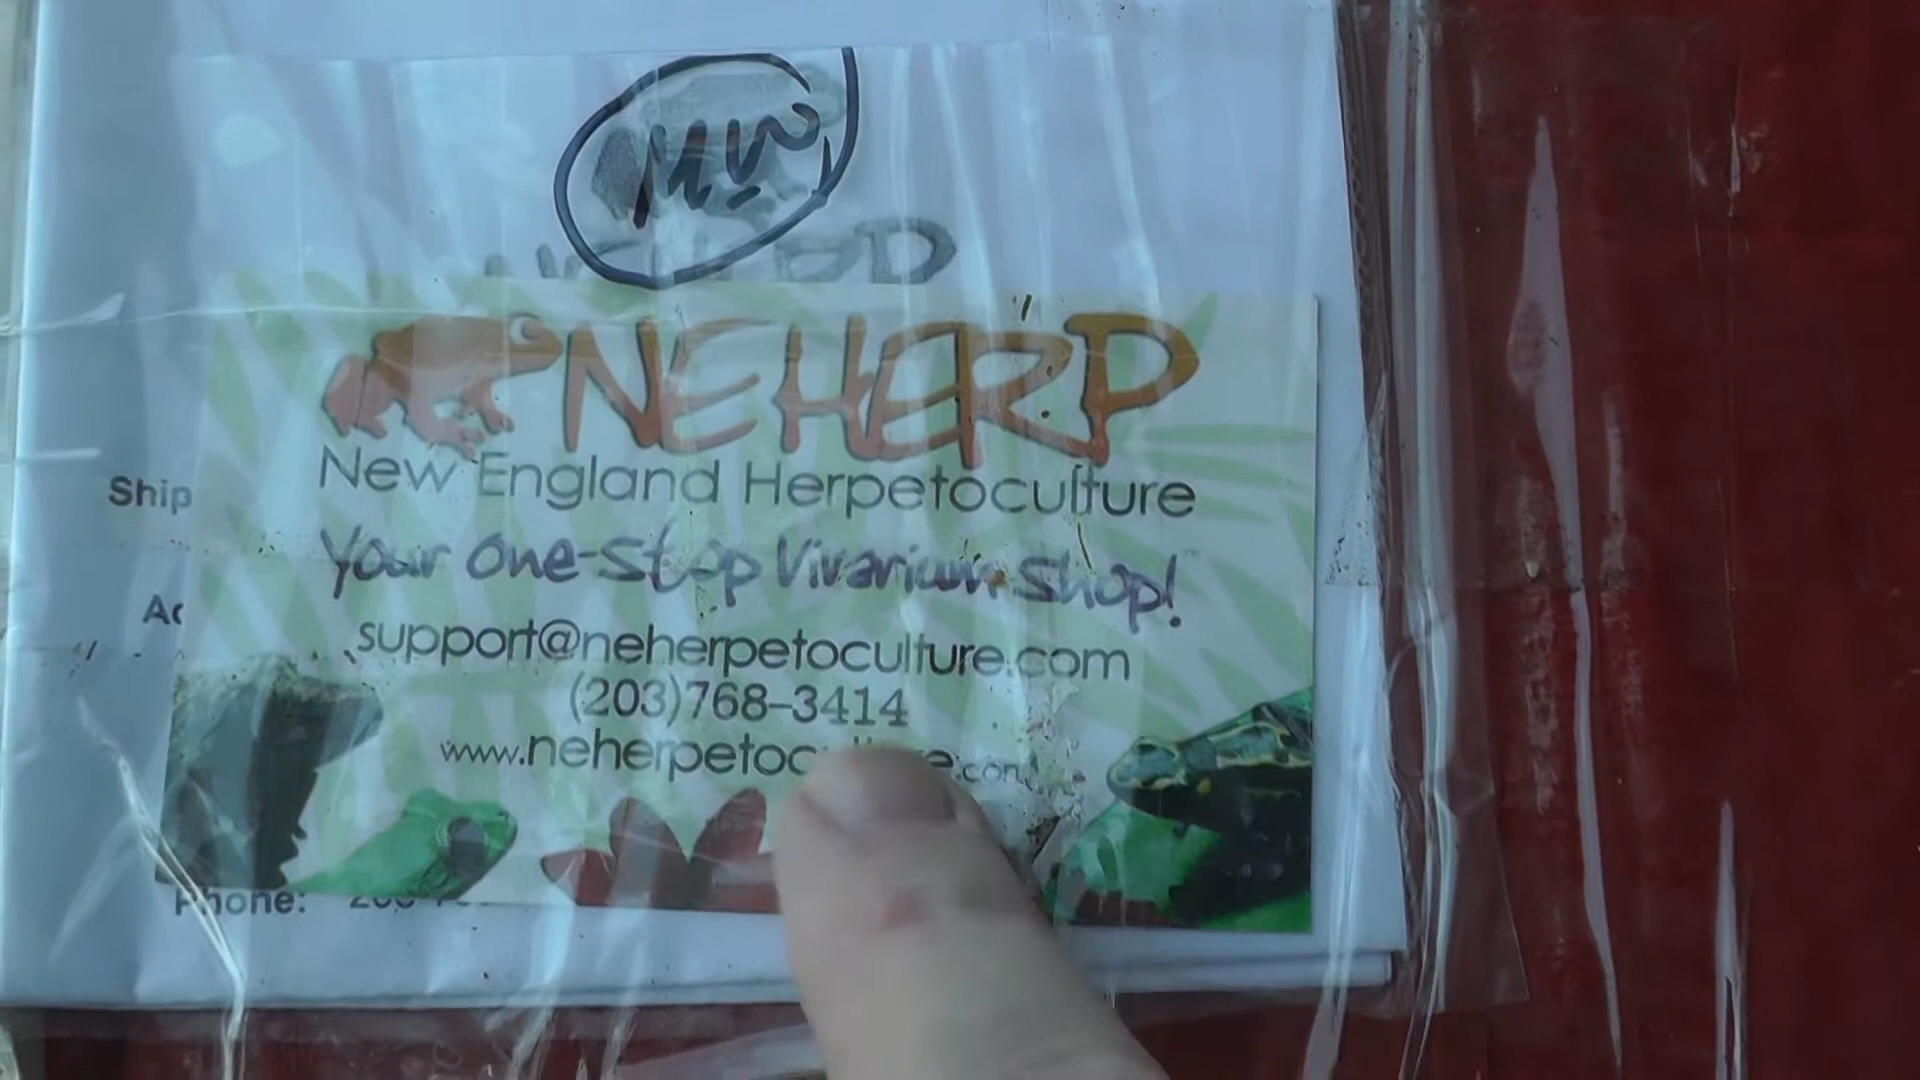 MW
NEHERP
New England Herpetoculture
Your One-Stop Vivarium Shop!
Ship
support@neherpetoculture.com
(203)768-3414
Phone: